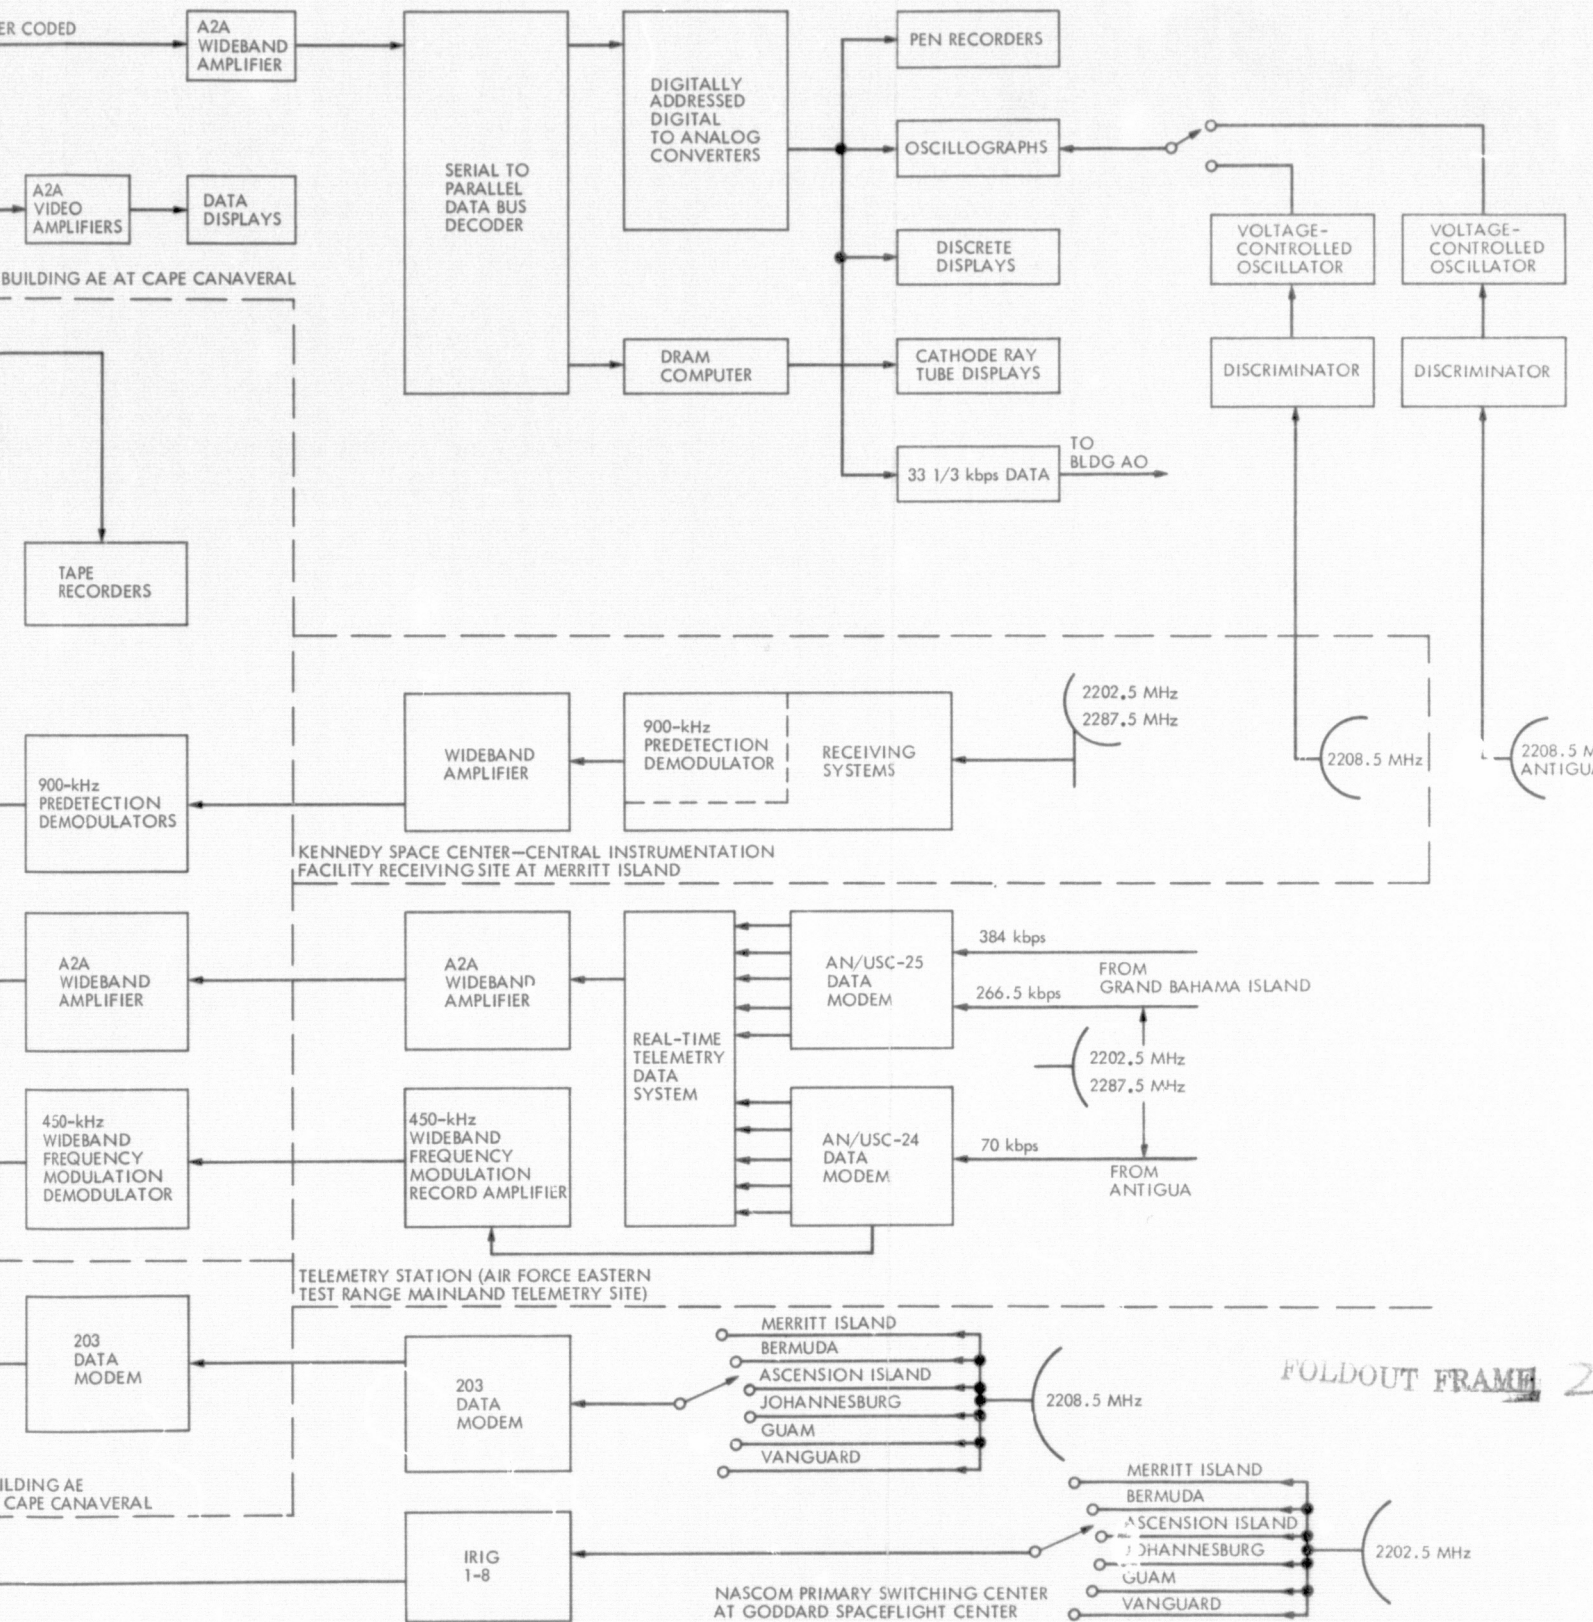 ER CODED
A2A
WIDEBAND
AMPLIFIER
SERIAL TO
PARALLEL
DATA BUS
DECODER
DIGITALLY
ADDRESSED
DIGITAL
TO ANALOG
CONVERTERS
PEN RECORDERS
OSCILLOGRAPHS
DISCRETE
DISPLAYS
CATHODE RAY
TUBE DISPLAYS
DRAM
COMPUTER
33 1/3 kbps DATA
TO
BLDG AO
VOLTAGE-
CONTROLLED
OSCILLATOR
VOLTAGE-
CONTROLLED
OSCILLATOR
DISCRIMINATOR
DISCRIMINATOR
A2A
VIDEO
AMPLIFIERS
DATA
DISPLAYS
BUILDING AE AT CAPE CANAVERAL
TAPE
RECORDERS
900-kHz
PREDETECTION
DEMODULATORS
WIDEBAND
AMPLIFIER
900-kHz
PREDETECTION
DEMODULATOR
RECEIVING
SYSTEMS
2202.5 MHz
2287.5 MHz
2208.5 MHz
2208.5 M
ANTIGUA
KENNEDY SPACE CENTER—CENTRAL INSTRUMENTATION
FACILITY RECEIVING SITE AT MERRITT ISLAND
A2A
WIDEBAND
AMPLIFIER
A2A
WIDEBAND
AMPLIFIER
REAL-TIME
TELEMETRY
DATA
SYSTEM
AN/USC-25
DATA
MODEM
384 kbps
FROM
GRAND BAHAMA ISLAND
266.5 kbps
2202.5 MHz
2287.5 MHz
450-kHz
WIDEBAND
FREQUENCY
MODULATION
DEMODULATOR
450-kHz
WIDEBAND
FREQUENCY
MODULATION
RECORD AMPLIFIER
AN/USC-24
DATA
MODEM
70 kbps
FROM
ANTIGUA
TELEMETRY STATION (AIR FORCE EASTERN
TEST RANGE MAINLAND TELEMETRY SITE)
203
DATA
MODEM
203
DATA
MODEM
MERRITT ISLAND
BERMUDA
ASCENSION ISLAND
JOHANNESBURG
GUAM
VANGUARD
2208.5 MHz
FOLDOUT FRAME 2
ILDING AE
CAPE CANAVERAL
IRIG
1-8
MERRITT ISLAND
BERMUDA
ASCENSION ISLAND
JOHANNESBURG
GUAM
VANGUARD
2202.5 MHz
NASCOM PRIMARY SWITCHING CENTER
AT GODDARD SPACEFLIGHT CENTER